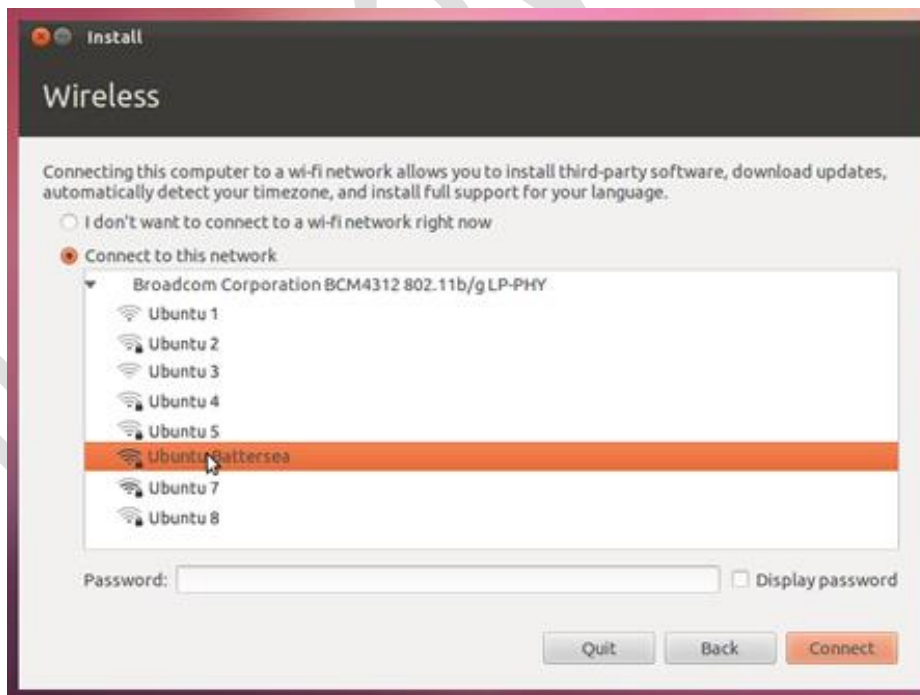 Install
Wireless
Connecting this computer to a wi-fi network allows you to install third-party software, download updates,
automatically detect your timezone, and install full support for your language.
I don't want to connect to a wi-fi network right now
Connect to this network
Broadcom Corporation BCM4312 802.11b/g LP-PHY
Ubuntu 1
Ubuntu 2
Ubuntu 3
Ubuntu 4
Ubuntu 5
Ubuntu Battersea
Ubuntu 7
Ubuntu 8
Password: Display password
Quit Back Connect